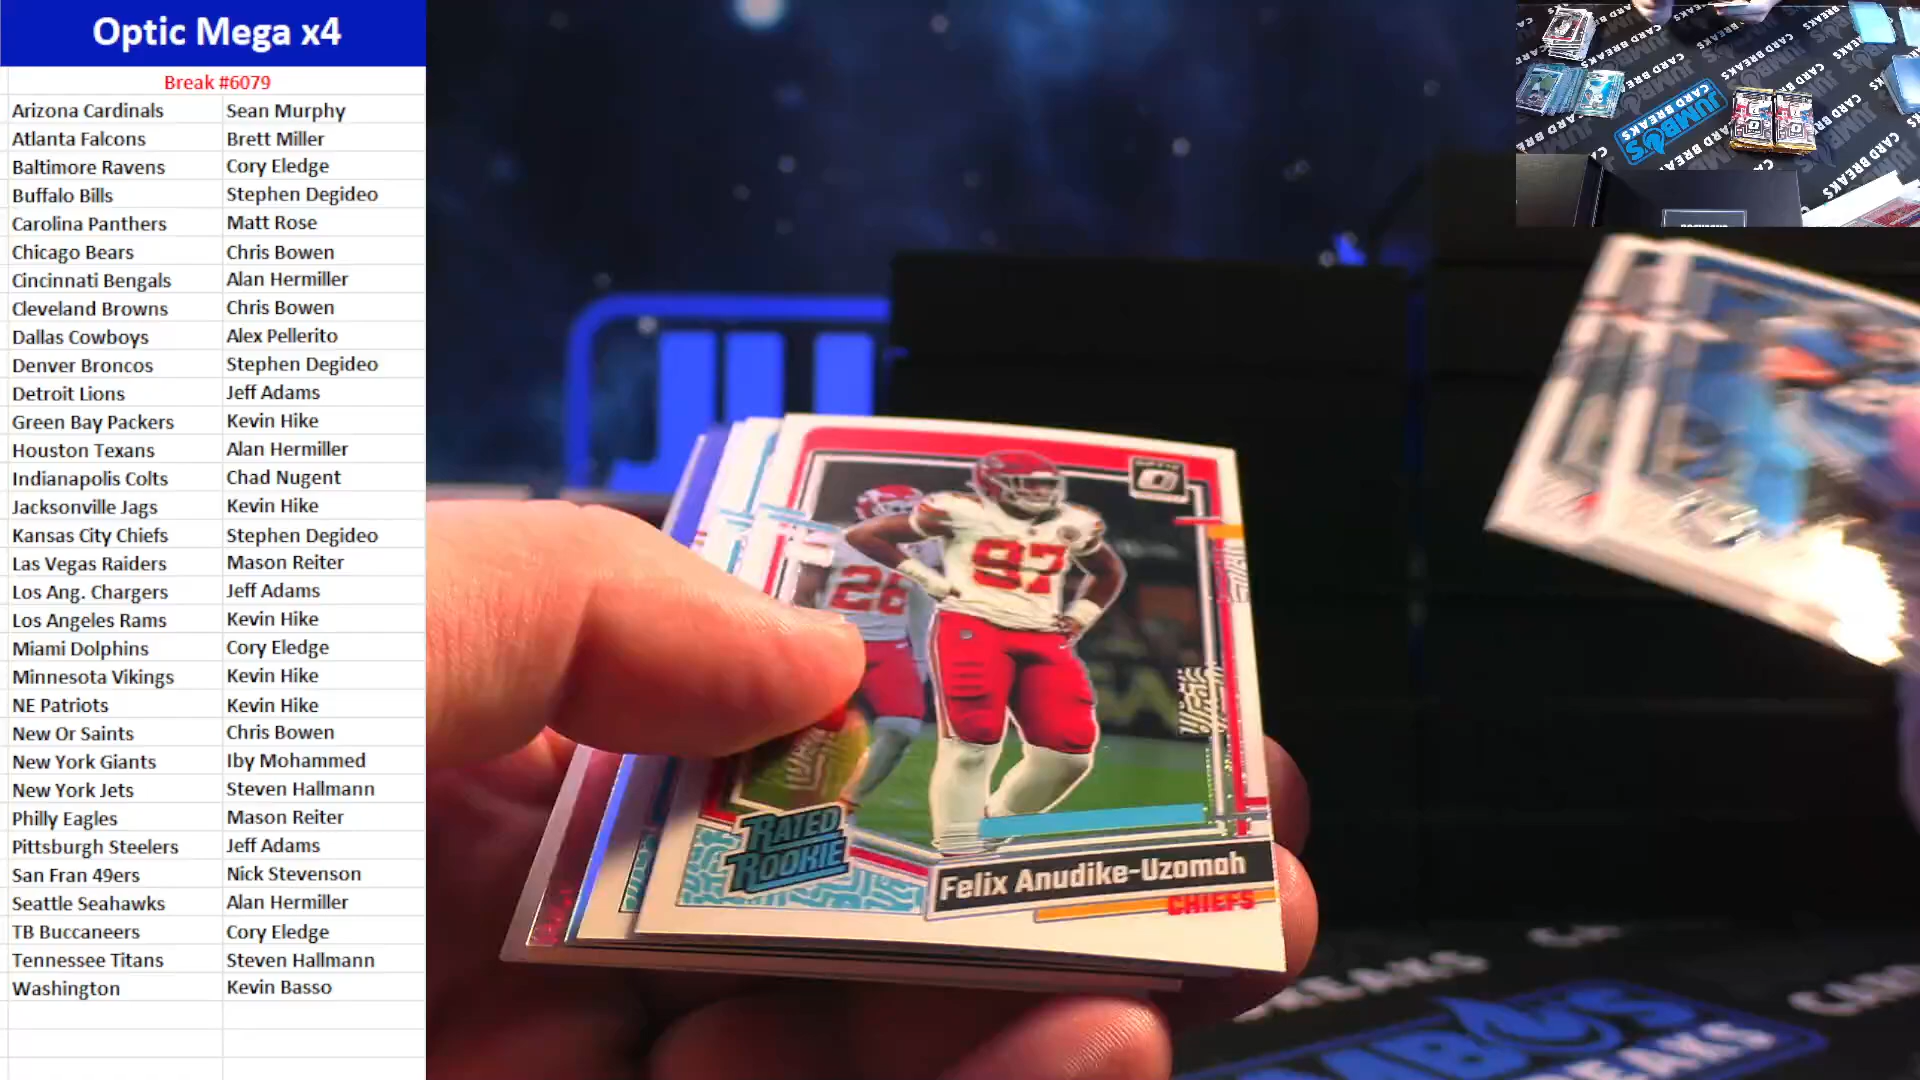 Optic Mega x4
Break #6079
Arizona Cardinals Sean Murphy
Atlanta Falcons Brett Miller
Baltimore Ravens Cory Eledge
Buffalo Bills Stephen Degideo
Carolina Panthers Matt Rose
Chicago Bears Chris Bowen
Cincinnati Bengals Alan Hermiller
Cleveland Browns Chris Bowen
Dallas Cowboys Alex Pellerito
Denver Broncos Stephen Degideo
Detroit Lions Jeff Adams
Green Bay Packers Kevin Hike
Houston Texans Alan Hermiller
Indianapolis Colts Chad Nugent
Jacksonville Jags Kevin Hike
Kansas City Chiefs Stephen Degideo
Las Vegas Raiders Mason Reiter
Los Ang. Chargers Jeff Adams
Los Angeles Rams Kevin Hike
Miami Dolphins Cory Eledge
Minnesota Vikings Kevin Hike
NE Patriots Kevin Hike
New Or Saints Chris Bowen
New York Giants Iby Mohammed
New York Jets Steven Hallmann
Philly Eagles Mason Reiter
Pittsburgh Steelers Jeff Adams
San Fran 49ers Nick Stevenson
Seattle Seahawks Alan Hermiller
TB Buccaneers Cory Eledge
Tennessee Titans Steven Hallmann
Washington Kevin Basso
JUMBO'S
CARD BREAKS
97
26
RATED
ROOKIE
Felix Anudike-Uzomah
CHIEFS
BREAKS
JUMBO'S
BREAKS